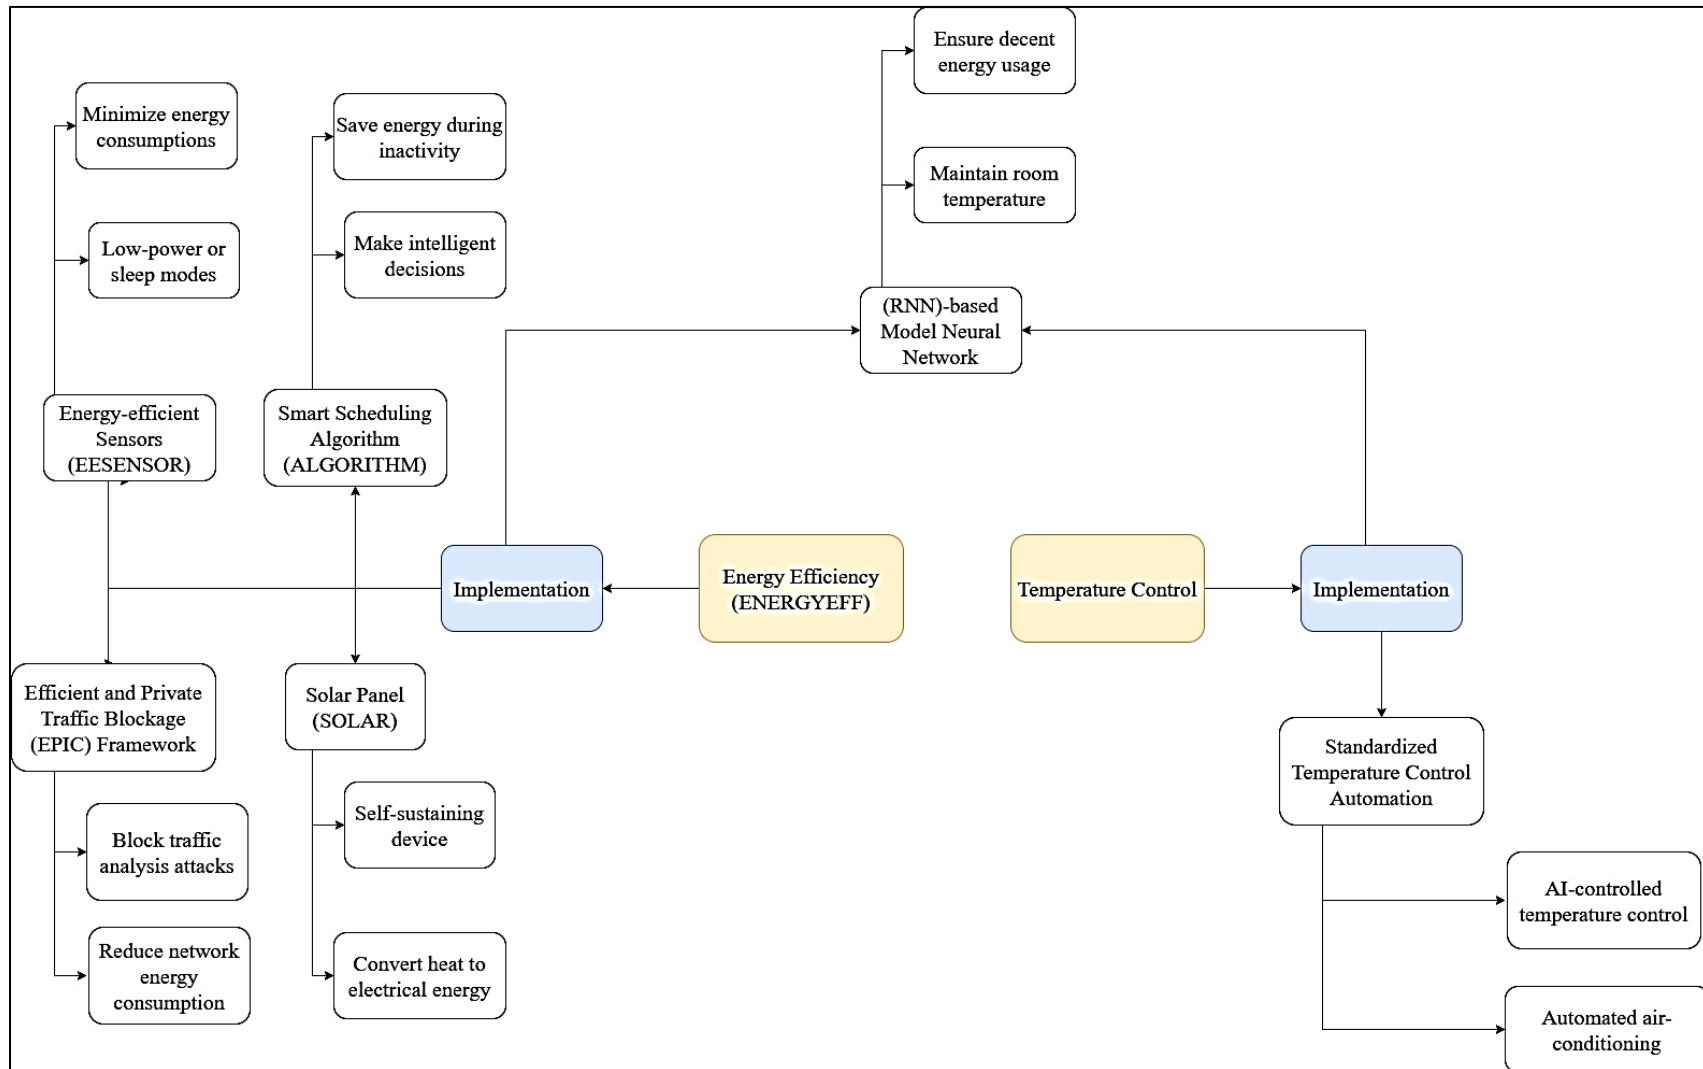 Ensure decent
energy usage
Minimize energy
consumptions
Save energy during
inactivity
Maintain room
temperature
Low-power or
sleep modes
Make intelligent
decisions
(RNN)-based
Model Neural
Network
Energy-efficient
Sensors
(EESENSOR)
Smart Scheduling
Algorithm
(ALGORITHM)
Implementation
Energy Efficiency
(ENERGYEFF)
Temperature Control
Implementation
Efficient and Private
Traffic Blockage
(EPIC) Framework
Solar Panel
(SOLAR)
Standardized
Temperature Control
Automation
Self-sustaining
device
Block traffic
analysis attacks
AI-controlled
temperature control
Reduce network
energy
consumption
Convert heat to
electrical energy
Automated air-
conditioning